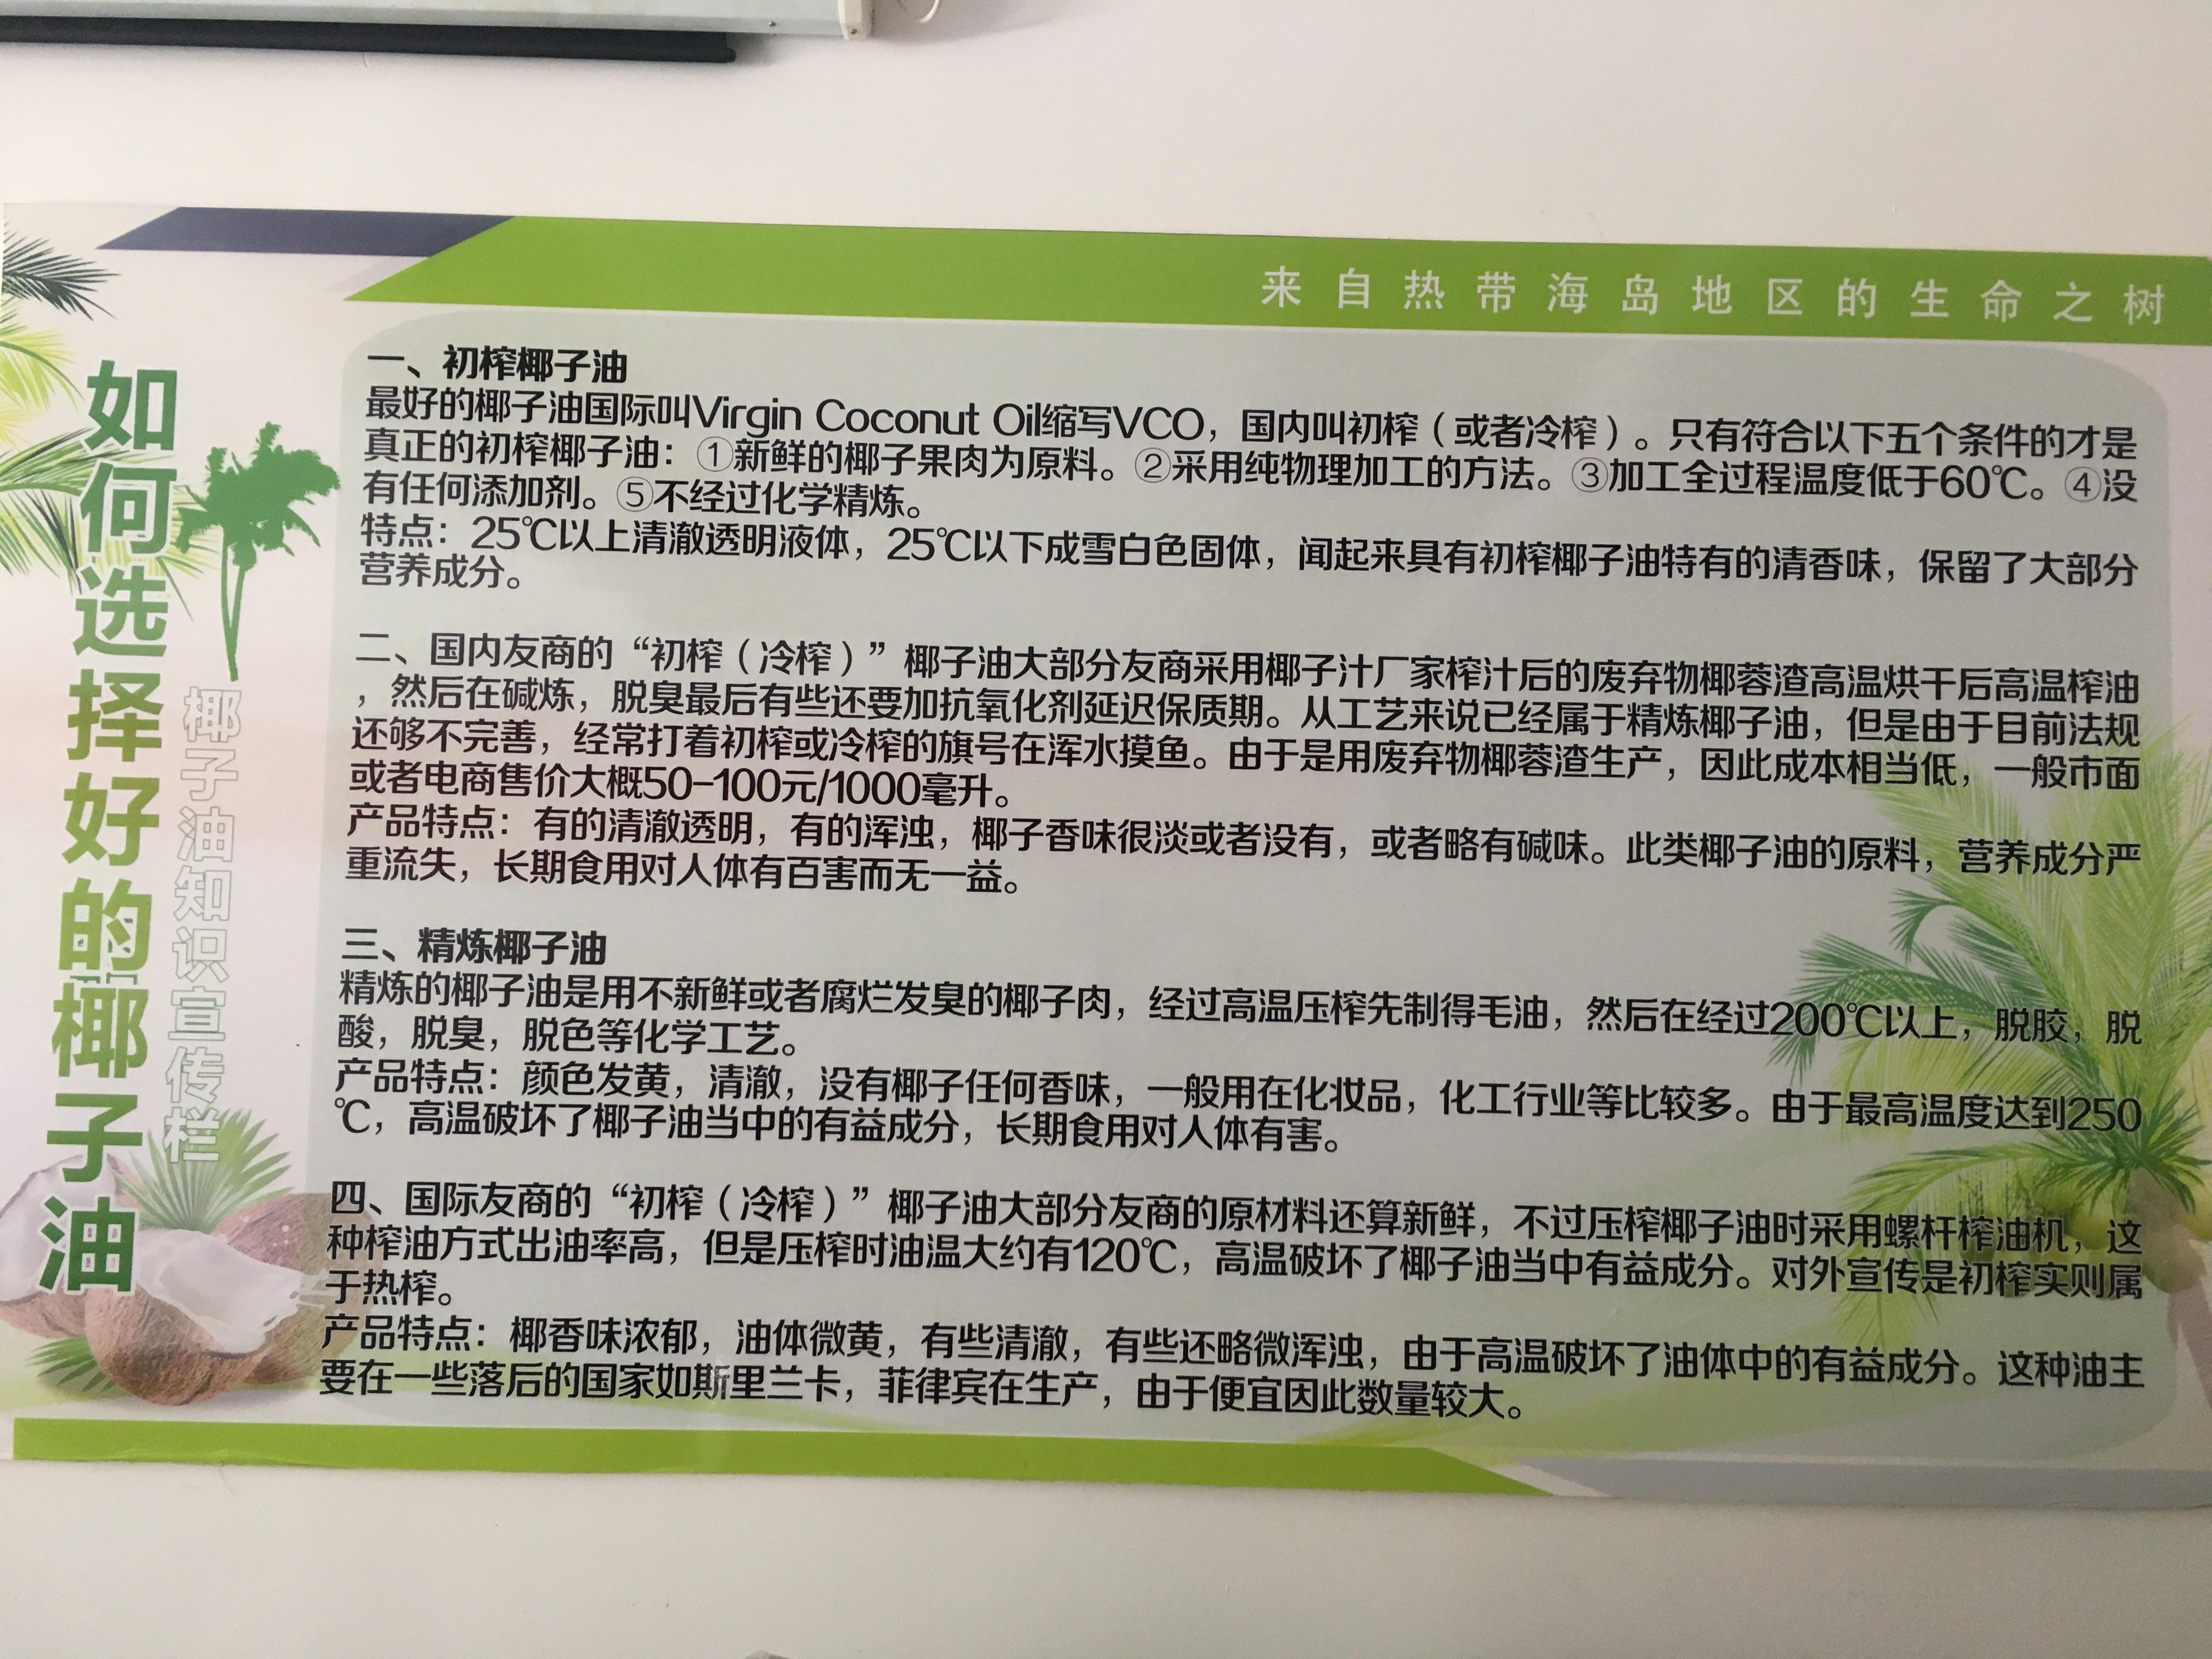 来自热带海岛地区的生命之树
如何选择好的椰子油
椰子油知识宣传栏
一、初榨椰子油
最好的椰子油国际叫Virgin Coconut Oil缩写VCO，国内叫初榨（或者冷榨）。只有符合以下五个条件的才是
真正的初榨椰子油：①新鲜的椰子果肉为原料。②采用纯物理加工的方法。③加工全过程温度低于60℃。④没
有任何添加剂。⑤不经过化学精炼。
特点：25℃以上清澈透明液体，25℃以下成雪白色固体，闻起来具有初榨椰子油特有的清香味，保留了大部分
营养成分。
二、国内友商的“初榨（冷榨）”椰子油大部分友商采用椰子汁厂家榨汁后的废弃物椰蓉渣高温烘干后高温榨油
，然后在碱炼，脱臭最后有些还要加抗氧化剂延迟保质期。从工艺来说已经属于精炼椰子油，但是由于目前法规
还够不完善，经常打着初榨或冷榨的旗号在浑水摸鱼。由于是用废弃物椰蓉渣生产，因此成本相当低，一般市面
或者电商售价大概50-100元/1000毫升。
产品特点：有的清澈透明，有的浑浊，椰子香味很淡或者没有，或者略有碱味。此类椰子油的原料，营养成分严
重流失，长期食用对人体有百害而无一益。
三、精炼椰子油
精炼的椰子油是用不新鲜或者腐烂发臭的椰子肉，经过高温压榨先制得毛油，然后在经过200℃以上，脱胶，脱
酸，脱臭，脱色等化学工艺。
产品特点：颜色发黄，清澈，没有椰子任何香味，一般用在化妆品，化工行业等比较多。由于最高温度达到250
℃，高温破坏了椰子油当中的有益成分，长期食用对人体有害。
四、国际友商的“初榨（冷榨）”椰子油大部分友商的原材料还算新鲜，不过压榨椰子油时采用螺杆榨油机，这
种榨油方式出油率高，但是压榨时油温大约有120℃，高温破坏了椰子油当中有益成分。对外宣传是初榨实则属
于热榨。
产品特点：椰香味浓郁，油体微黄，有些清澈，有些还略微浑浊，由于高温破坏了油体中的有益成分。这种油主
要在一些落后的国家如斯里兰卡，菲律宾在生产，由于便宜因此数量较大。